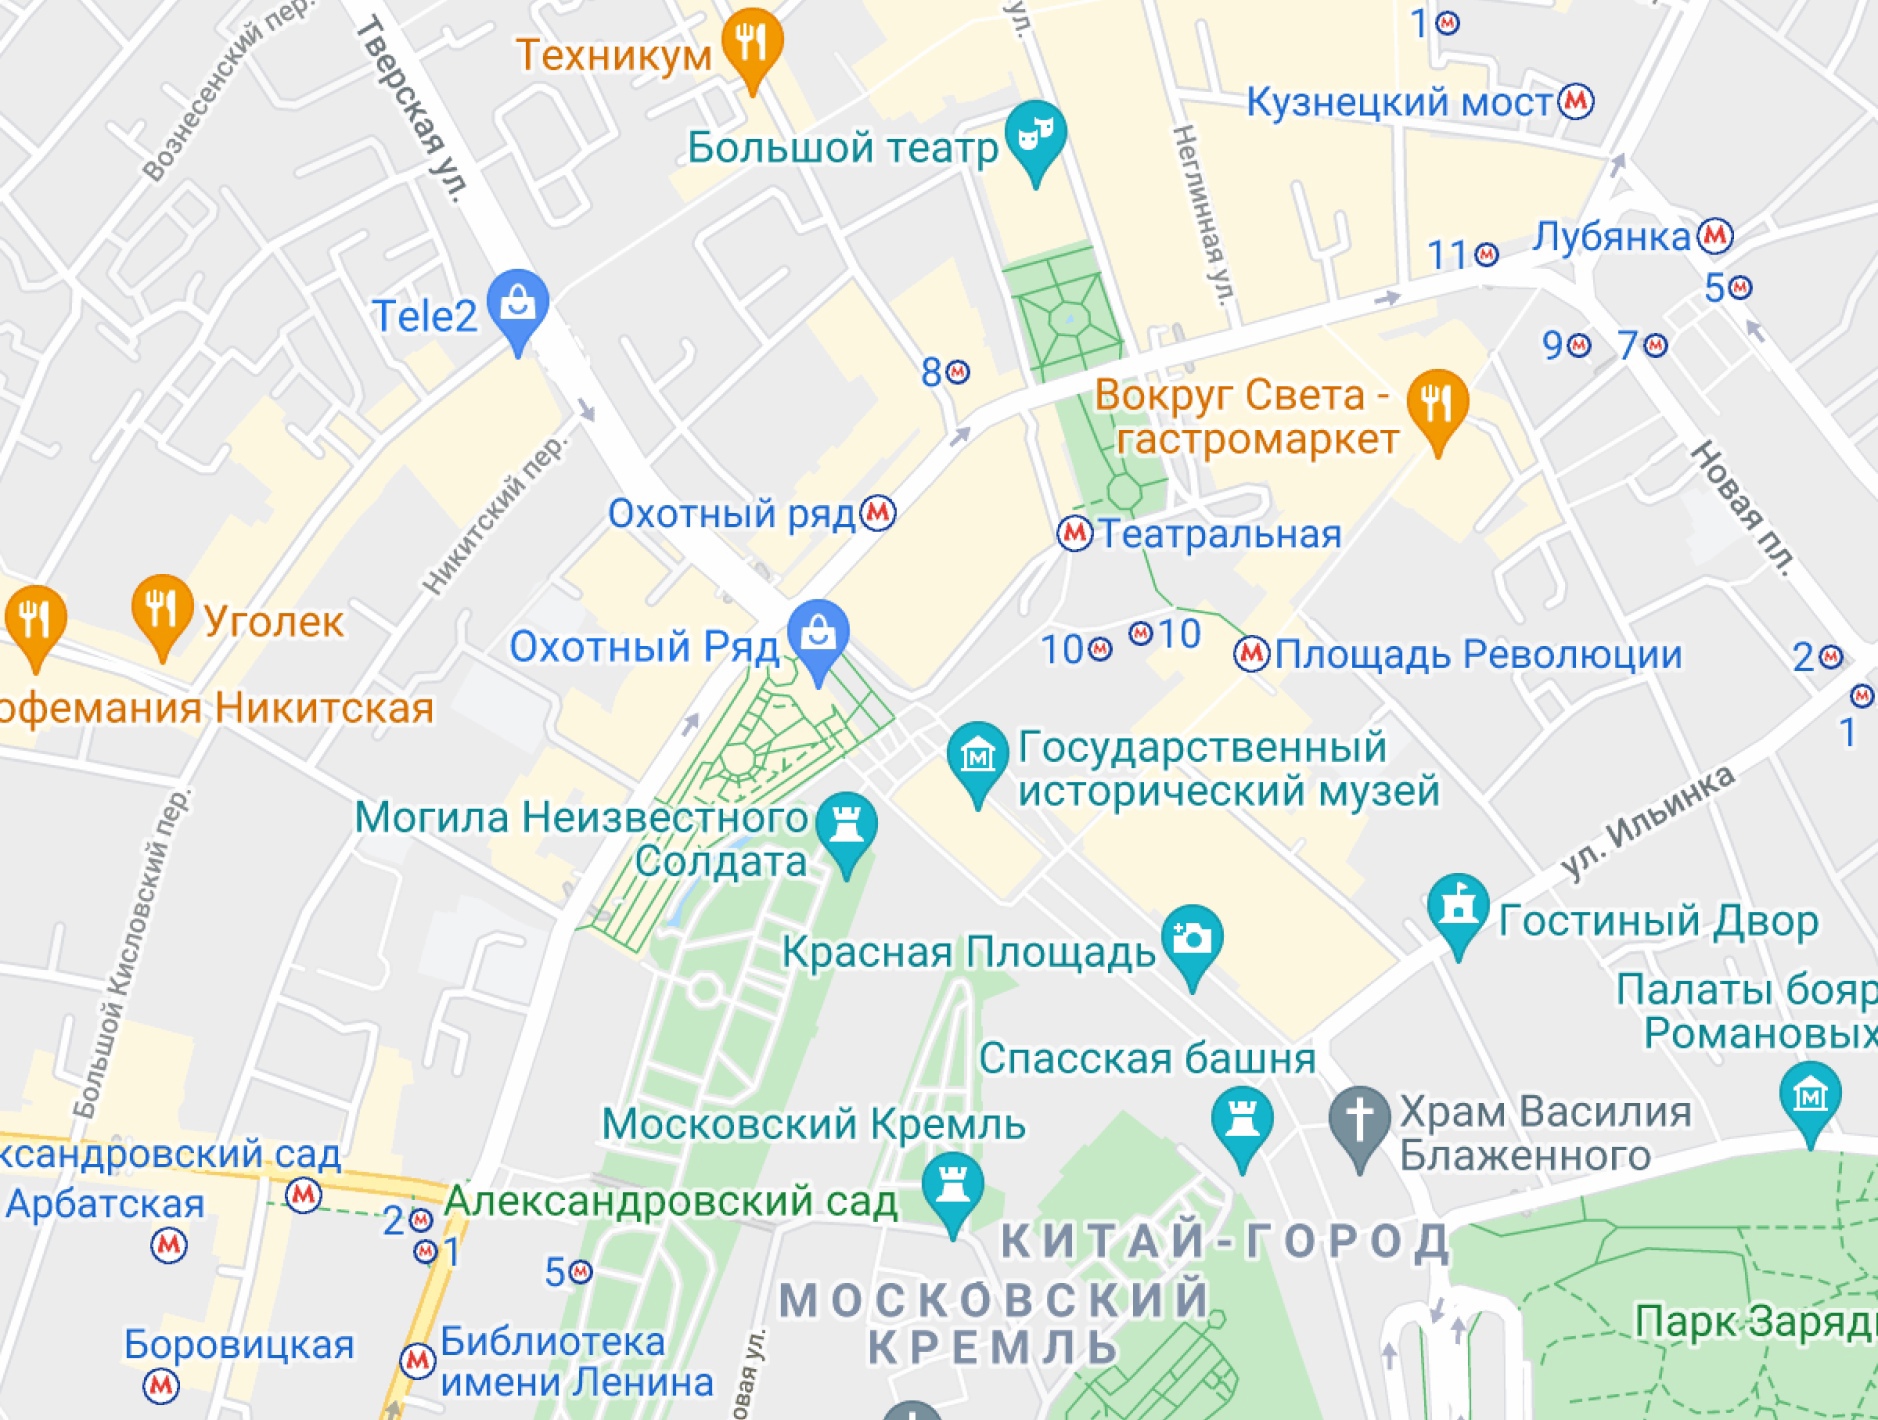 Вознесенский пер.
Тверская ул.
Техникум
ул.
1
Кузнецкий мост
Большой театр
Неглинная ул.
11
Лубянка
5
Tele2
8
9
7
Вокруг Света -
гастромаркет
Никитский пер.
Охотный ряд
Театральная
Новая пл.
Уголек
Охотный Ряд
10
10
Площадь Революции
2
1
офемания Никитская
Государственный
исторический музей
Могила Неизвестного
Солдата
ул. Ильинка
Большой Кисловский пер.
Красная Площадь
Гостиный Двор
Палаты бояр
Романовых
Спасская башня
Московский Кремль
Храм Василия
Блаженного
ксандровский сад
Арбатская
2
1
Александровский сад
5
КИТАЙ-ГОРОД
МОСКОВСКИЙ
КРЕМЛЬ
Парк Заряд
Боровицкая
Библиотека
имени Ленина
овая ул.